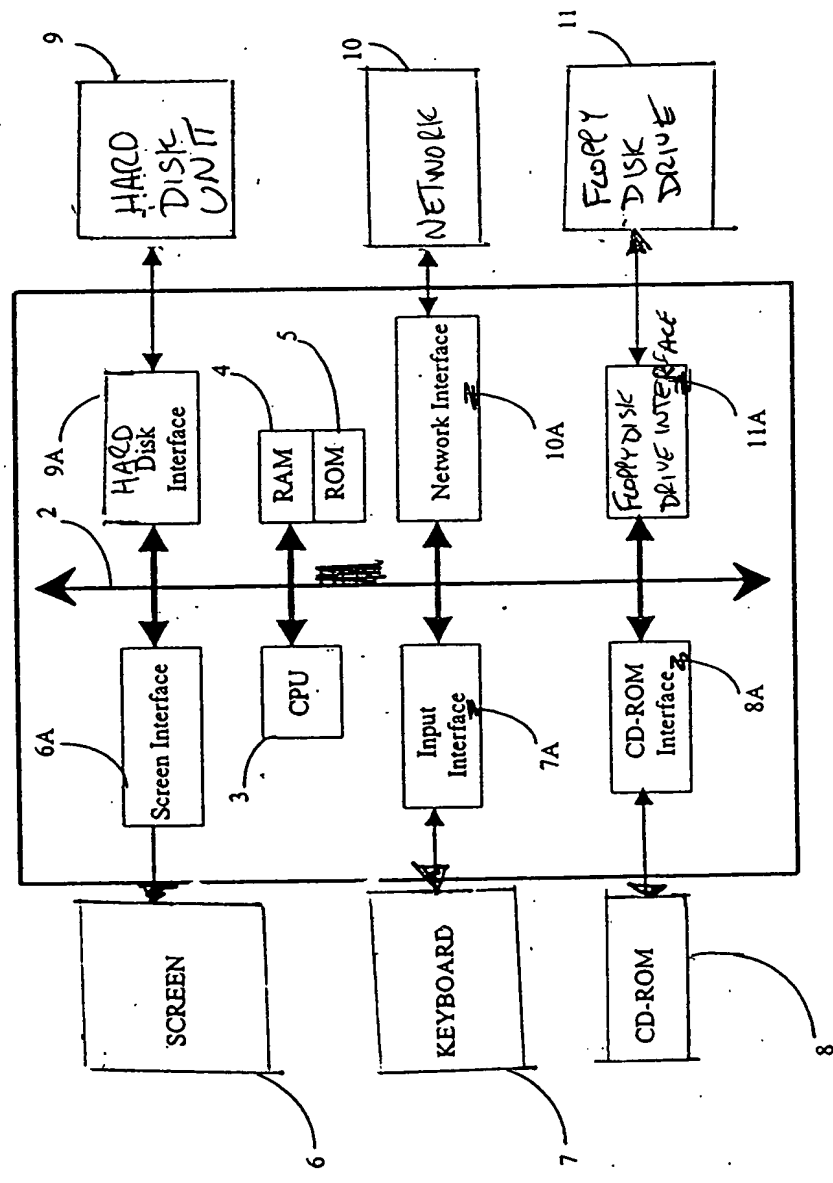 6A
2
9A
9
SCREEN
Screen Interface
HARD
Disk
Interface
HARD
DISK
UNIT
6
3
CPU
RAM
ROM
4
5
10
KEYBOARD
Input
Interface
Network Interface
NETWORK
7
7A
10A
11
CD-ROM
CD-ROM
Interface
FLOPPY DISK
DRIVE INTERFACE
FLOPPY
DISK
DRIVE
8
8A
11A